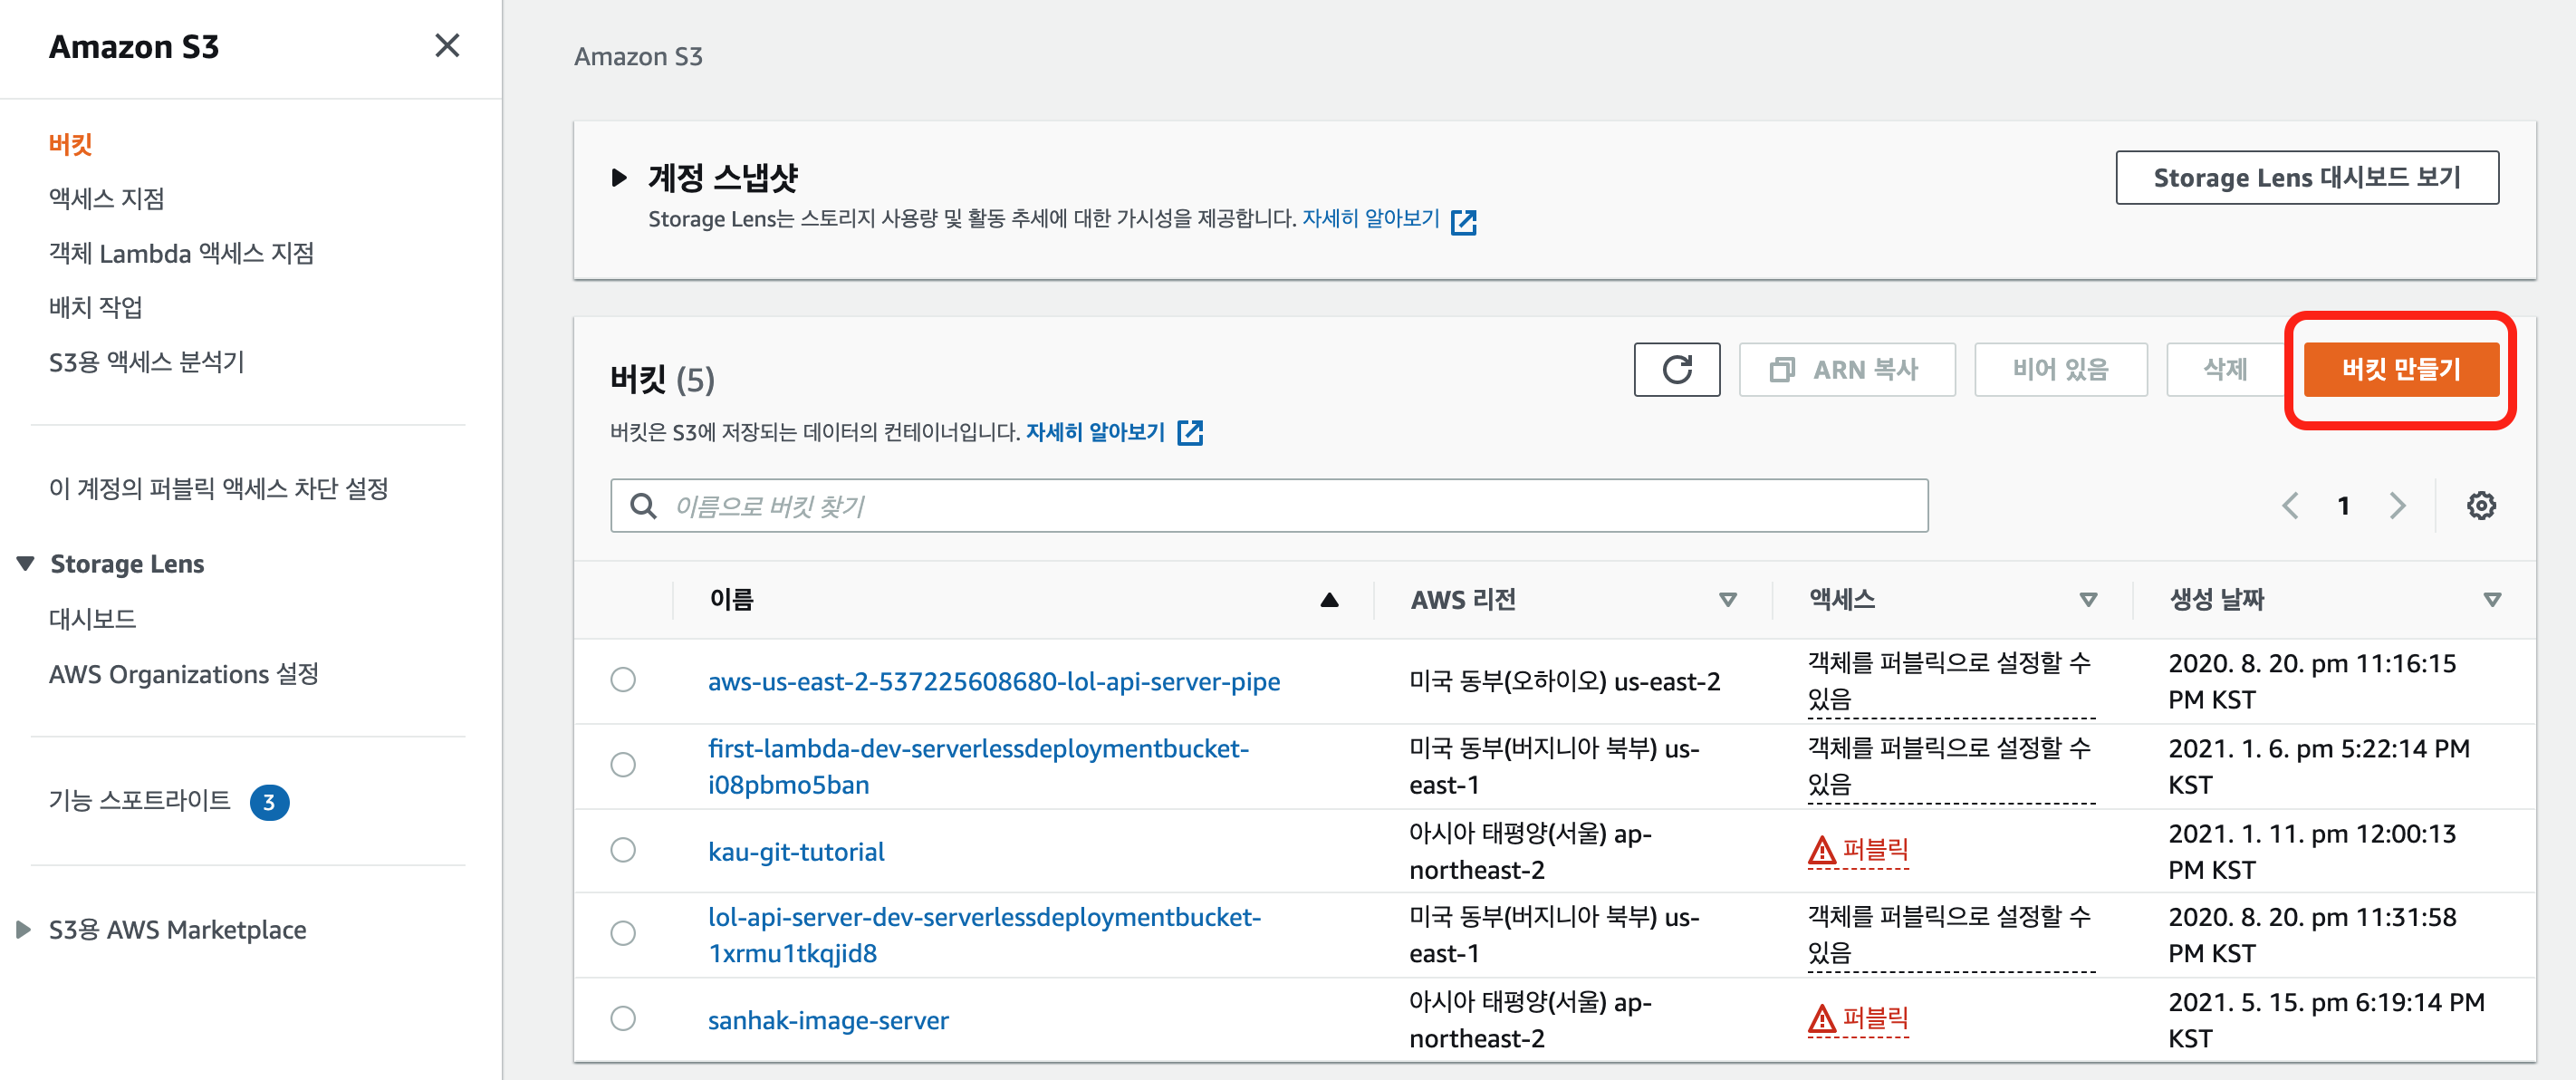 Amazon S3
버킷
액세스 지점
객체 Lambda 액세스 지점
배치 작업
S3용 액세스 분석기
이 계정의 퍼블릭 액세스 차단 설정
Storage Lens
대시보드
AWS Organizations 설정
기능 스포트라이트 3
S3용 AWS Marketplace
Amazon S3
계정 스냅샷
Storage Lens는 스토리지 사용량 및 활동 추세에 대한 가시성을 제공합니다. 자세히 알아보기
Storage Lens 대시보드 보기
버킷 (5)
버킷은 S3에 저장되는 데이터의 컨테이너입니다. 자세히 알아보기
ARN 복사
비어 있음
삭제
버킷 만들기
이름으로 버킷 찾기
1
이름 AWS 리전 액세스 생성 날짜
aws-us-east-2-537225608680-lol-api-server-pipe
미국 동부(오하이오) us-east-2
객체를 퍼블릭으로 설정할 수
있음
2020. 8. 20. pm 11:16:15
PM KST
first-lambda-dev-serverlessdeploymentbucket-
i08pbmo5ban
미국 동부(버지니아 북부) us-
east-1
객체를 퍼블릭으로 설정할 수
있음
2021. 1. 6. pm 5:22:14 PM
KST
kau-git-tutorial
아시아 태평양(서울) ap-
northeast-2
퍼블릭
2021. 1. 11. pm 12:00:13
PM KST
lol-api-server-dev-serverlessdeploymentbucket-
1xrmu1tkqjid8
미국 동부(버지니아 북부) us-
east-1
객체를 퍼블릭으로 설정할 수
있음
2020. 8. 20. pm 11:31:58
PM KST
sanhak-image-server
아시아 태평양(서울) ap-
northeast-2
퍼블릭
2021. 5. 15. pm 6:19:14 PM
KST